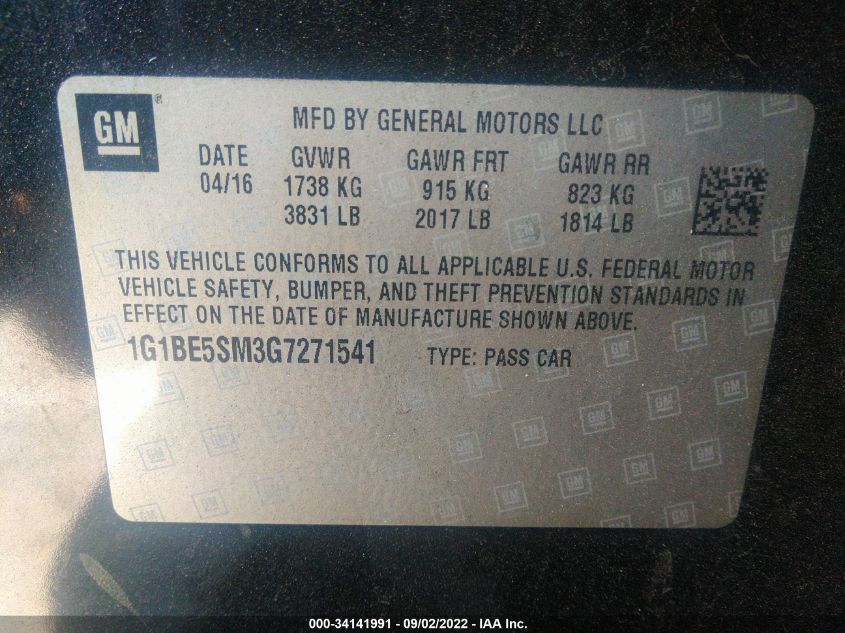 GM
MFD BY GENERAL MOTORS LLC
DATE GVWR GAWR FRT GAWR RR
04/16 1738 KG 915 KG 823 KG
3831 LB 2017 LB 1814 LB
THIS VEHICLE CONFORMS TO ALL APPLICABLE U.S. FEDERAL MOTOR
VEHICLE SAFETY, BUMPER, AND THEFT PREVENTION STANDARDS IN
EFFECT ON THE DATE OF MANUFACTURE SHOWN ABOVE.
1G1BE5SM3G7271541 TYPE: PASS CAR
000-34141991 - 09/02/2022 - IAA Inc.